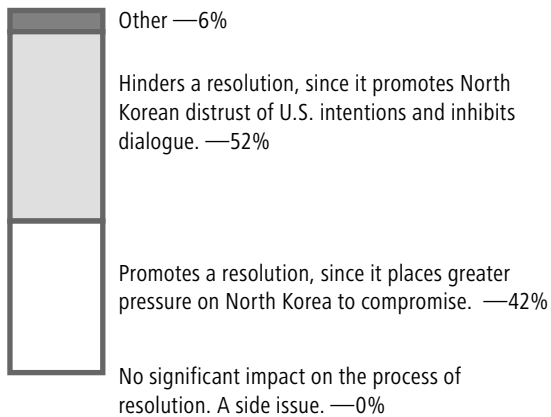 Other —6%
Hinders a resolution, since it promotes North
Korean distrust of U.S. intentions and inhibits
dialogue. —52%
Promotes a resolution, since it places greater
pressure on North Korea to compromise. —42%
No significant impact on the process of
resolution. A side issue. —0%